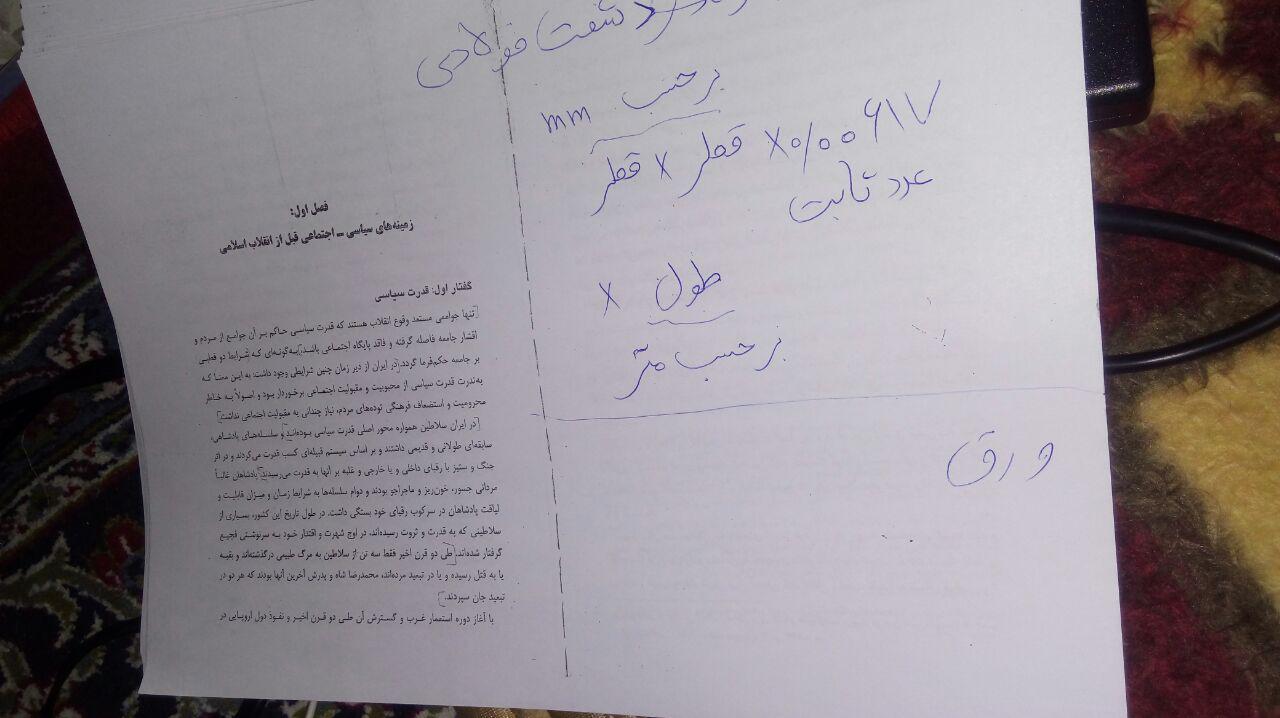 شفت فولادی
بر حسب mm
قطر × قطر × ۰/۰۰۶۱۷
عدد ثابت
× طول
بر حسب متر
ورق
فصل اول:
زمینه‌های سیاسی ــ اجتماعی قبل از انقلاب اسلامی
گفتار اول: قدرت سیاسی
[تنها جوامعی مستعد وقوع انقلاب هستند که قدرت سیاسی حاکم بر آن جوامع از مردم و
اقشار جامعه فاصله گرفته و فاقد پایگاه اجتماعی باشد.]به‌گونه‌ای که شرایط دو قطبی
بر جامعه حکم‌فرما گردد.[در ایران از دیر زمان چنین شرایطی وجود داشت؛ به این معنا که
به‌ندرت قدرت سیاسی از محبوبیت و مقبولیت اجتماعی برخوردار بود و اصولاً به خاطر
محرومیت و استضعاف فرهنگی توده‌های مردم، نیاز چندانی به مقبولیت اجتماعی نداشت.]
[در ایران سلاطین همواره محور اصلی قدرت سیاسی بوده‌اند] و سلسله‌های پادشاهی،
سابقه‌ای طولانی و قدیمی داشتند و بر اساس سیستم قبیله‌ای کسب قدرت می‌کردند و در اثر
جنگ و ستیز با رقبای داخلی و یا خارجی و غلبه بر آنها به قدرت می‌رسیدند.[پادشاهان غالباً
مردانی جسور، خون‌ریز و ماجراجو بودند و دوام سلسله‌ها به شرایط زمان و میزان قابلیت و
لیاقت پادشاهان در سرکوب رقبای خود بستگی داشت. در طول تاریخ این کشور، بسیاری از
سلاطینی که به قدرت و ثروت رسیده‌اند، در اوج شهرت و اقتدار خود به سرنوشتی فجیع
گرفتار شده‌اند.[طی دو قرن اخیر فقط سه تن از سلاطین به مرگ طبیعی درگذشته‌اند و بقیه
یا به قتل رسیده و یا در تبعید مرده‌اند، محمدرضا شاه و پدرش آخرین آنها بودند که هر دو در
تبعید جان سپردند.]
با آغاز دوره استعمار غرب و گسترش آن طی دو قرن اخیر و نفوذ دول اروپایی در